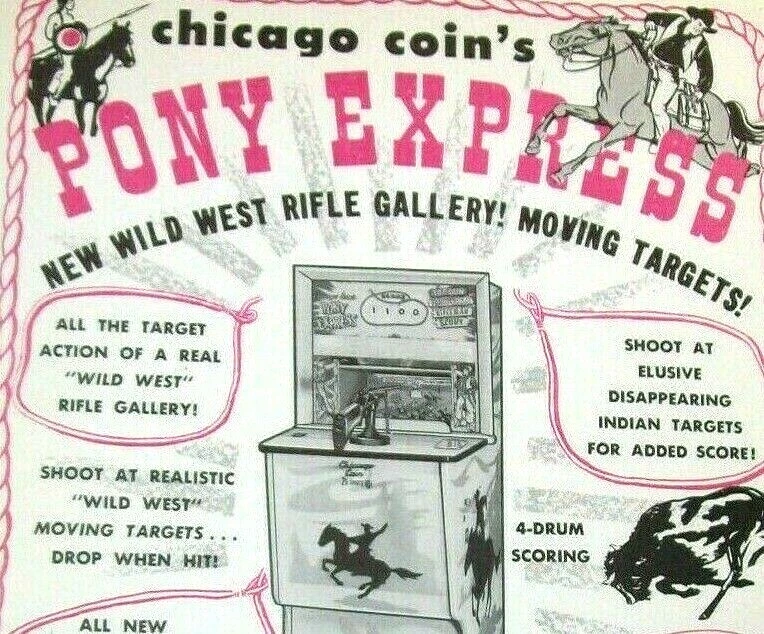 chicago coin's
PONY EXPRESS
NEW WILD WEST RIFLE GALLERY! MOVING TARGETS!
ALL THE TARGET
ACTION OF A REAL
"WILD WEST"
RIFLE GALLERY!
1100
SHOOT AT
ELUSIVE
DISAPPEARING
INDIAN TARGETS
FOR ADDED SCORE!
SHOOT AT REALISTIC
"WILD WEST"
MOVING TARGETS...
DROP WHEN HIT!
4-DRUM
SCORING
ALL NEW